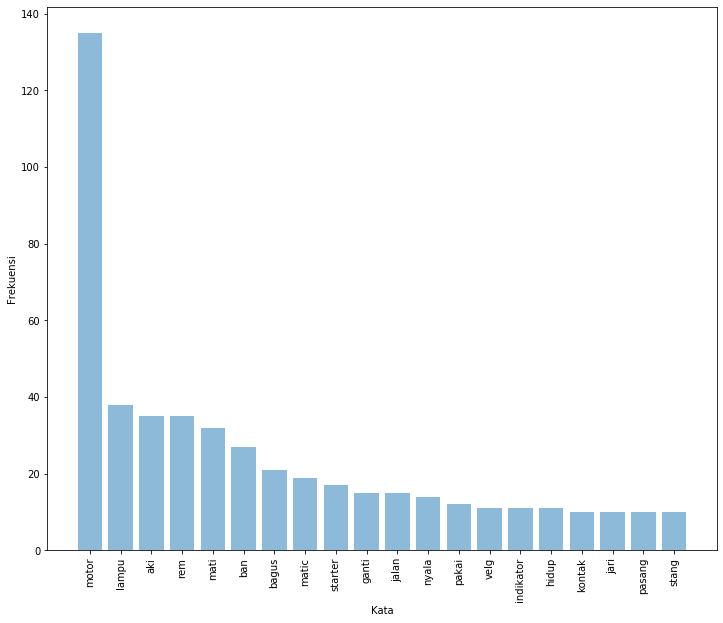 140
120
100
80
60
40
20
0
Frekuensi
motor
lampu
aki
rem
mati
ban
bagus
matic
starter
ganti
jalan
nyala
pakai
velg
indikator
hidup
kontak
jari
pasang
stang
Kata